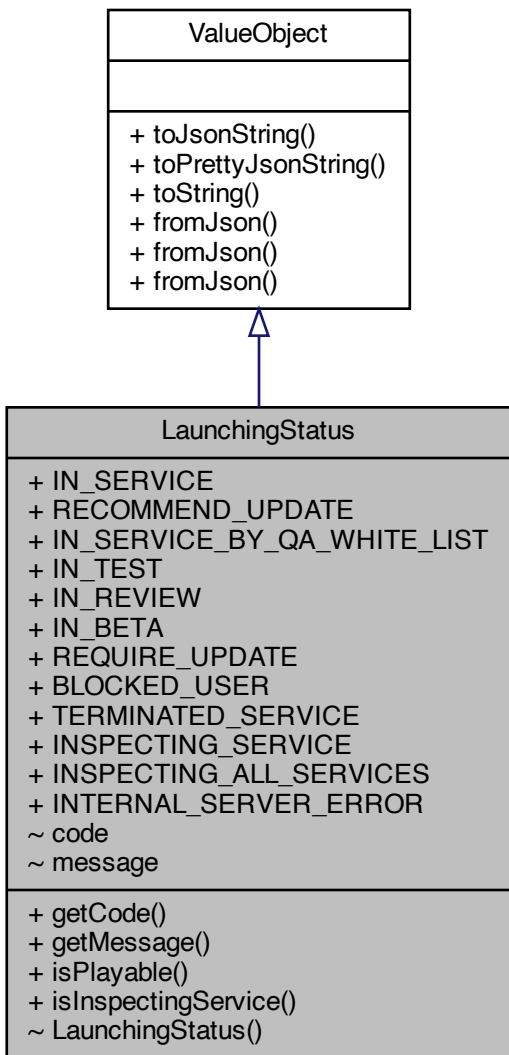 ValueObject
+ toJsonString()
+ toPrettyJsonString()
+ toString()
+ fromJson()
+ fromJson()
+ fromJson()
LaunchingStatus
+ IN_SERVICE
+ RECOMMEND_UPDATE
+ IN_SERVICE_BY_QA_WHITE_LIST
+ IN_TEST
+ IN_REVIEW
+ IN_BETA
+ REQUIRE_UPDATE
+ BLOCKED_USER
+ TERMINATED_SERVICE
+ INSPECTING_SERVICE
+ INSPECTING_ALL_SERVICES
+ INTERNAL_SERVER_ERROR
~ code
~ message
+ getCode()
+ getMessage()
+ isPlayable()
+ isInspectingService()
~ LaunchingStatus()